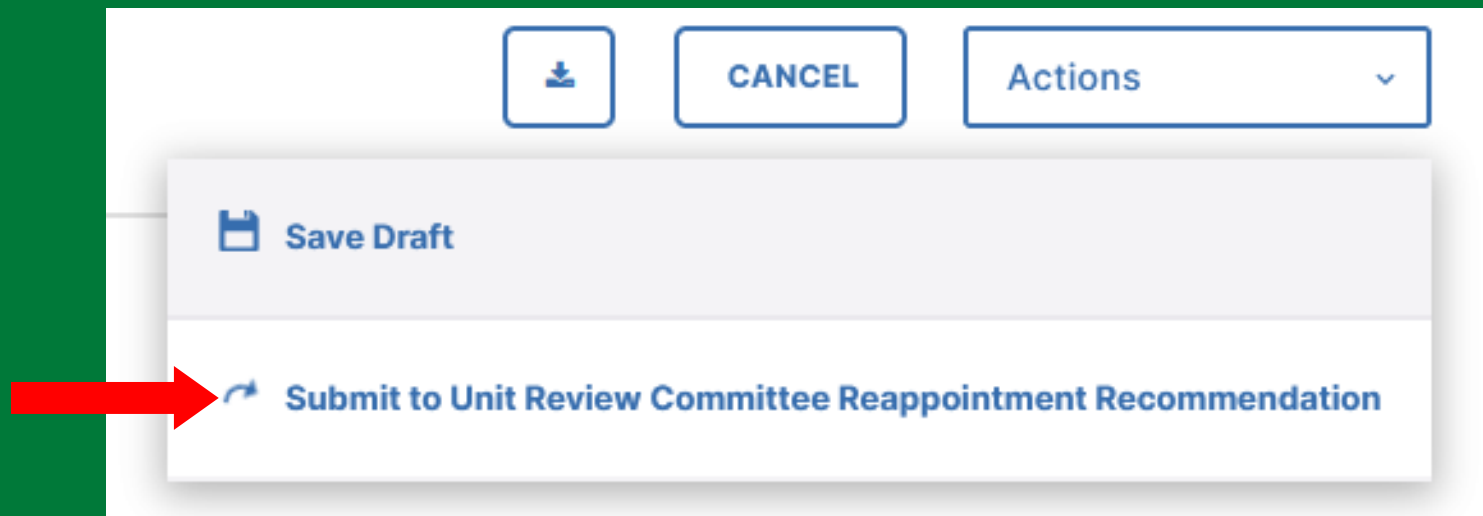 CANCEL
Actions
Save Draft
Submit to Unit Review Committee Reappointment Recommendation